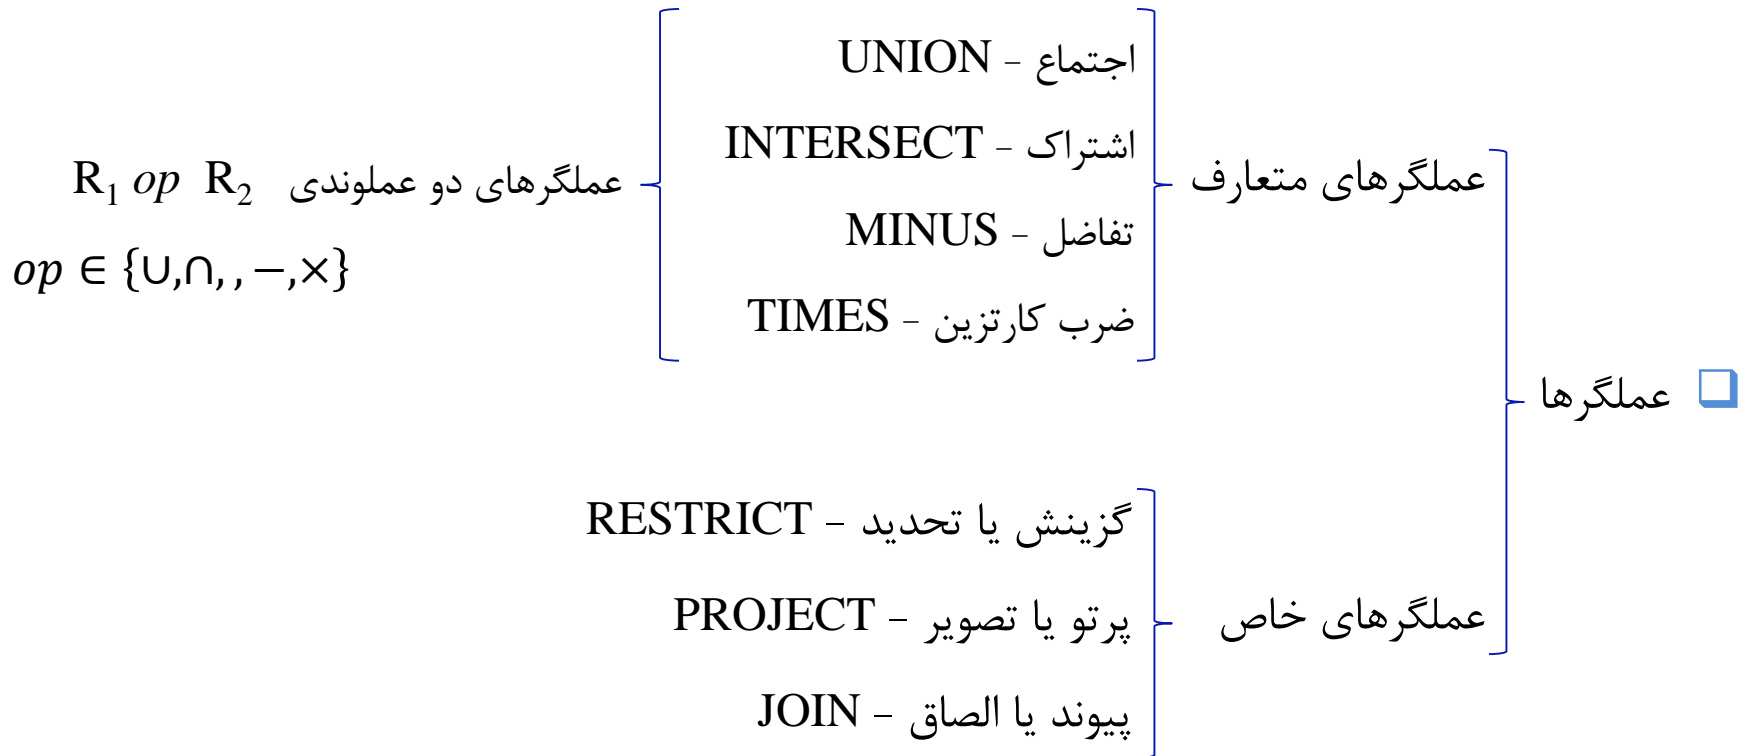 عملگرها
عملگرهای متعارف
اجتماع - UNION
اشتراک - INTERSECT
تفاضل - MINUS
ضرب کارتزین - TIMES
عملگرهای دو عملوندی R₁ op R₂
op ∈ {∪,∩, , −,×}
عملگرهای خاص
گزینش یا تحدید - RESTRICT
پرتو یا تصویر - PROJECT
پیوند یا الصاق - JOIN